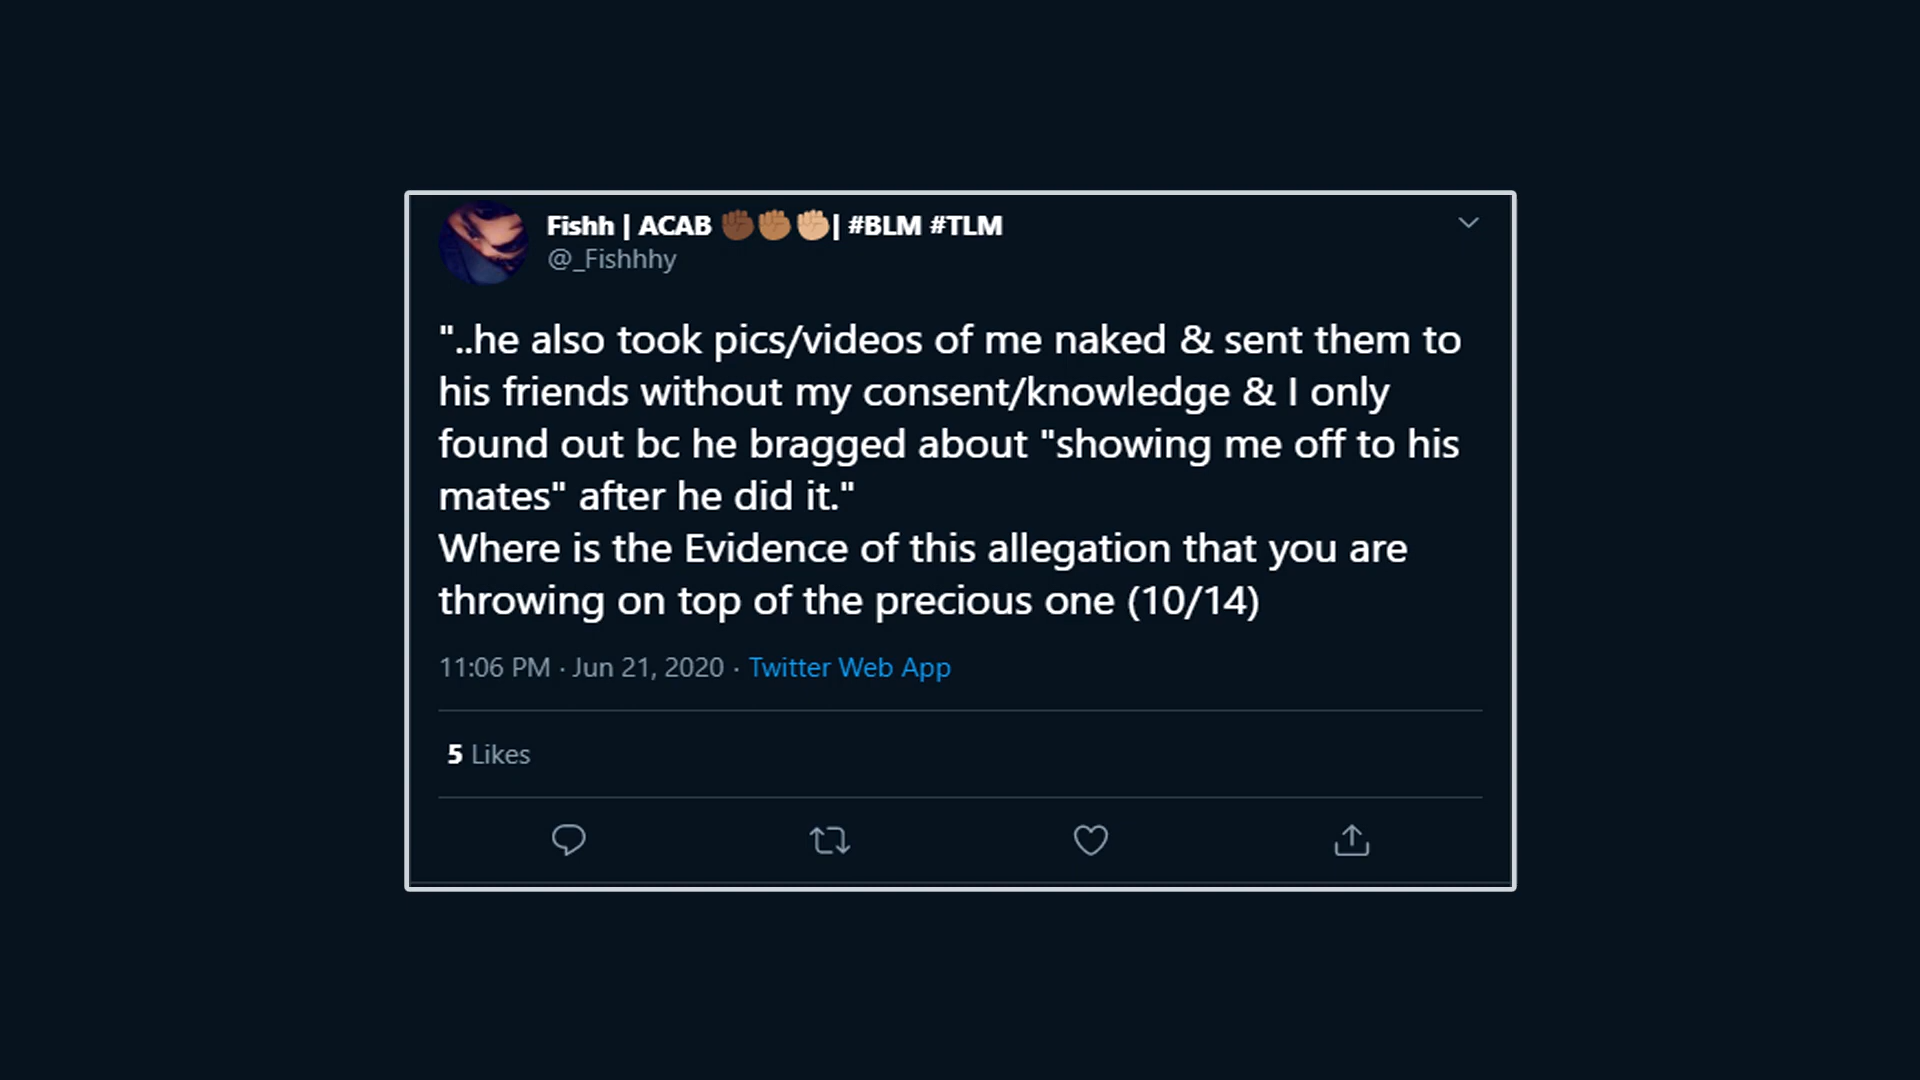 Fishh | ACAB ✊🏾✊🏽✊🏼| #BLM #TLM
@_Fishhhy
"..he also took pics/videos of me naked & sent them to
his friends without my consent/knowledge & I only
found out bc he bragged about "showing me off to his
mates" after he did it."
Where is the Evidence of this allegation that you are
throwing on top of the precious one (10/14)
11:06 PM · Jun 21, 2020 · Twitter Web App
5 Likes